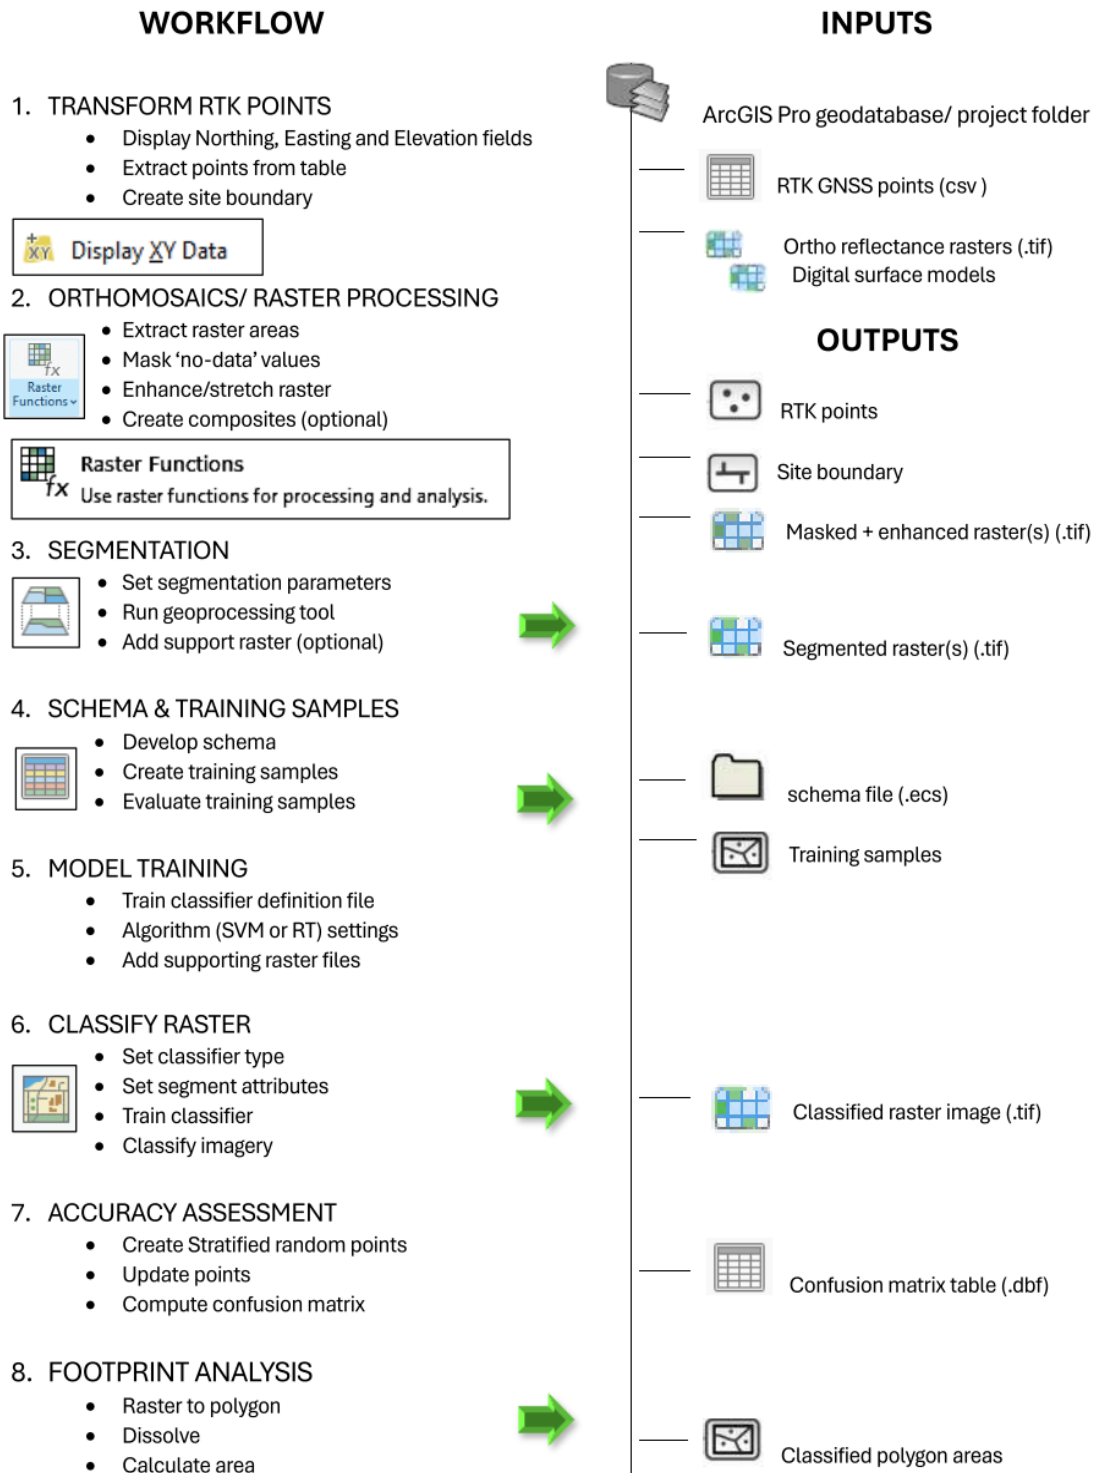 WORKFLOW
1. TRANSFORM RTK POINTS
• Display Northing, Easting and Elevation fields
• Extract points from table
• Create site boundary
XY
Display XY Data
2. ORTHOMOSAICS/ RASTER PROCESSING
fx
Raster
Functions
• Extract raster areas
• Mask ‘no-data’ values
• Enhance/stretch raster
• Create composites (optional)
fx
Raster Functions
Use raster functions for processing and analysis.
3. SEGMENTATION
• Set segmentation parameters
• Run geoprocessing tool
• Add support raster (optional)
4. SCHEMA & TRAINING SAMPLES
• Develop schema
• Create training samples
• Evaluate training samples
5. MODEL TRAINING
• Train classifier definition file
• Algorithm (SVM or RT) settings
• Add supporting raster files
6. CLASSIFY RASTER
• Set classifier type
• Set segment attributes
• Train classifier
• Classify imagery
7. ACCURACY ASSESSMENT
• Create Stratified random points
• Update points
• Compute confusion matrix
8. FOOTPRINT ANALYSIS
• Raster to polygon
• Dissolve
• Calculate area
INPUTS
ArcGIS Pro geodatabase/ project folder
RTK GNSS points (csv )
Ortho reflectance rasters (.tif)
Digital surface models
OUTPUTS
RTK points
Site boundary
Masked + enhanced raster(s) (.tif)
Segmented raster(s) (.tif)
schema file (.ecs)
Training samples
Classified raster image (.tif)
Confusion matrix table (.dbf)
Classified polygon areas